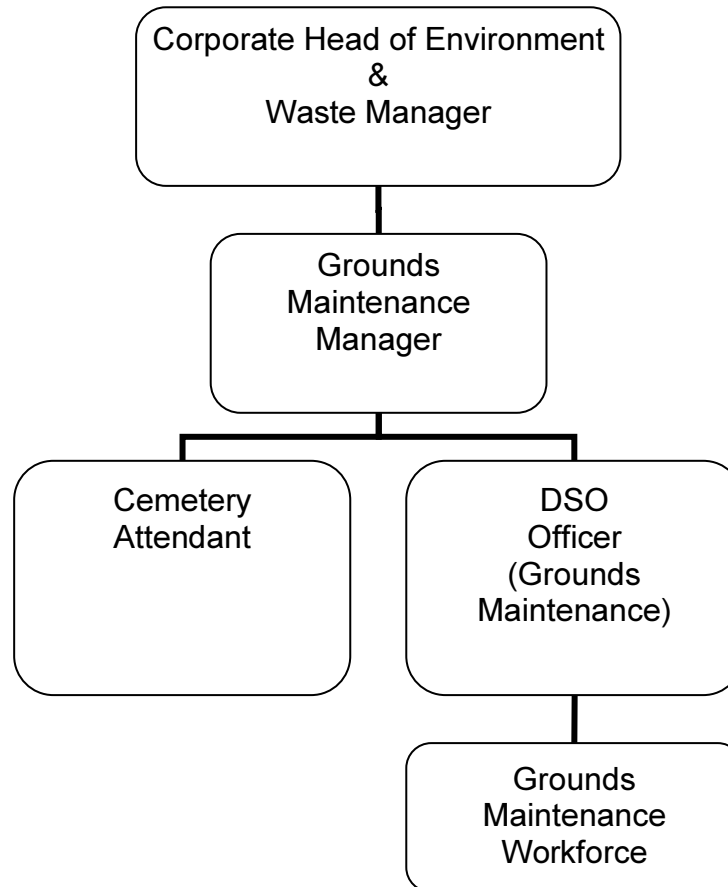 Corporate Head of Environment
&
Waste Manager
Grounds
Maintenance
Manager
Cemetery
Attendant
DSO
Officer
(Grounds
Maintenance)
Grounds
Maintenance
Workforce